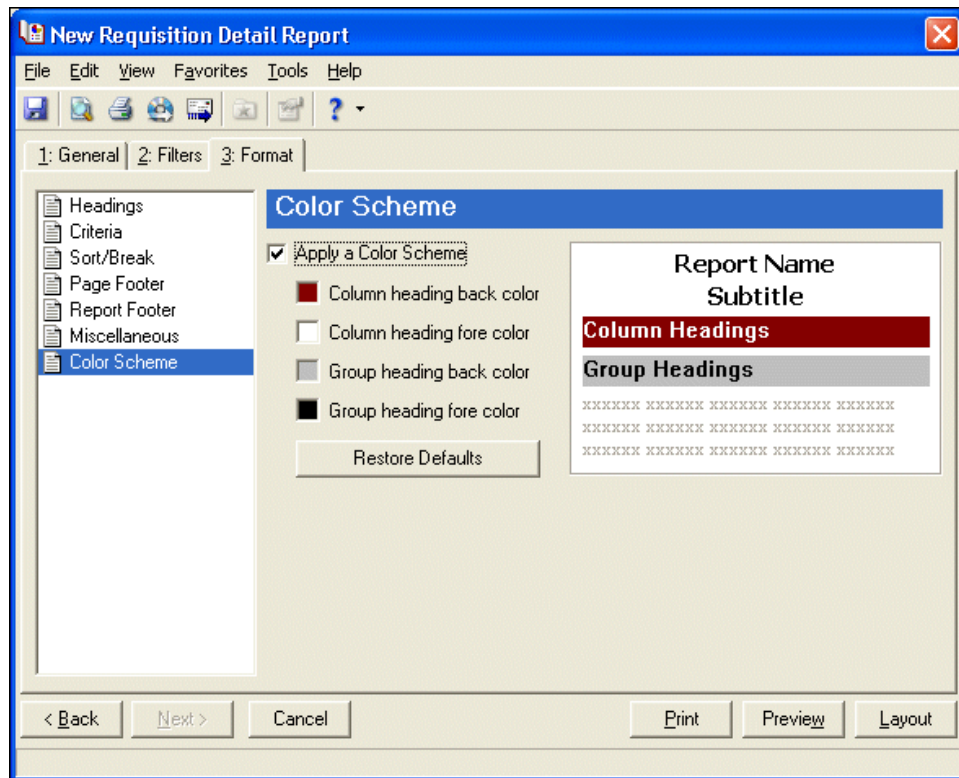 New Requisition Detail Report
File Edit View Favorites Tools Help
1: General 2: Filters 3: Format
Headings
Criteria
Sort/Break
Page Footer
Report Footer
Miscellaneous
Color Scheme
Color Scheme
Apply a Color Scheme
Column heading back color
Column heading fore color
Group heading back color
Group heading fore color
Restore Defaults
Report Name
Subtitle
Column Headings
Group Headings
xxxxxx xxxxxx xxxxxx xxxxxx xxxxxx
xxxxxx xxxxxx xxxxxx xxxxxx xxxxxx
xxxxxx xxxxxx xxxxxx xxxxxx xxxxxx
< Back Next > Cancel Print Preview Layout